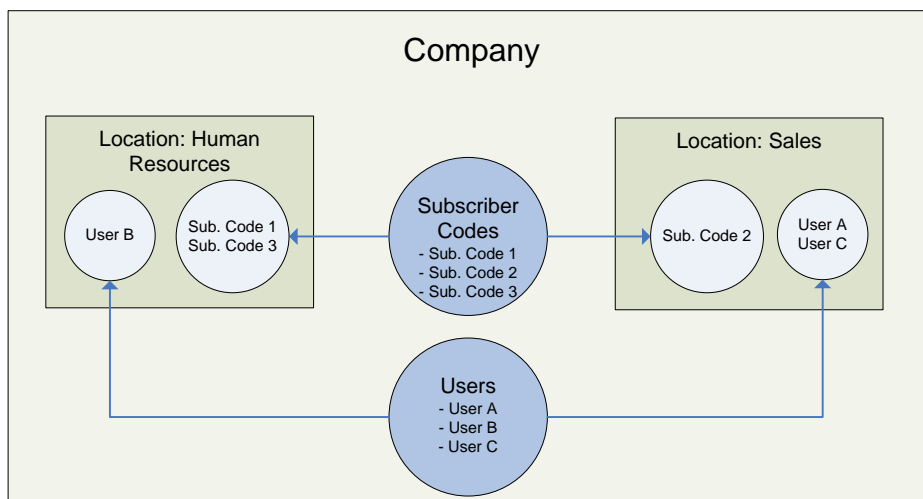 Company
Location: Human
Resources
User B
Sub. Code 1
Sub. Code 3
Subscriber
Codes
- Sub. Code 1
- Sub. Code 2
- Sub. Code 3
Location: Sales
Sub. Code 2
User A
User C
Users
- User A
- User B
- User C